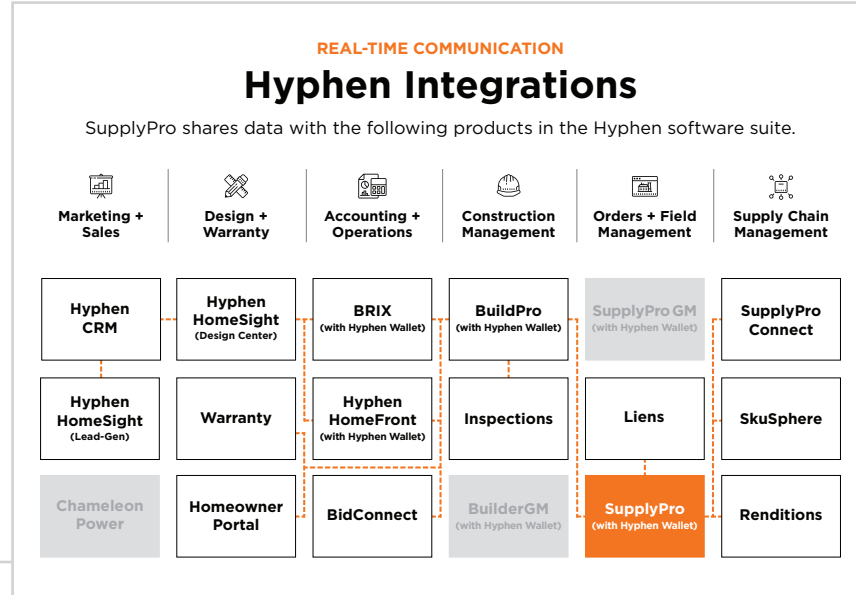 REAL-TIME COMMUNICATION
Hyphen Integrations
SupplyPro shares data with the following products in the Hyphen software suite.
Marketing +
Sales
Design +
Warranty
Accounting +
Operations
Construction
Management
Orders + Field
Management
Supply Chain
Management
Hyphen
CRM
Hyphen
HomeSight
(Design Center)
BRIX
(with Hyphen Wallet)
BuildPro
(with Hyphen Wallet)
SupplyPro GM
(with Hyphen Wallet)
SupplyPro
Connect
Hyphen
HomeSight
(Lead-Gen)
Warranty
Hyphen
HomeFront
(with Hyphen Wallet)
Inspections
Liens
SkuSphere
Chameleon
Power
Homeowner
Portal
BidConnect
BuilderGM
(with Hyphen Wallet)
SupplyPro
(with Hyphen Wallet)
Renditions